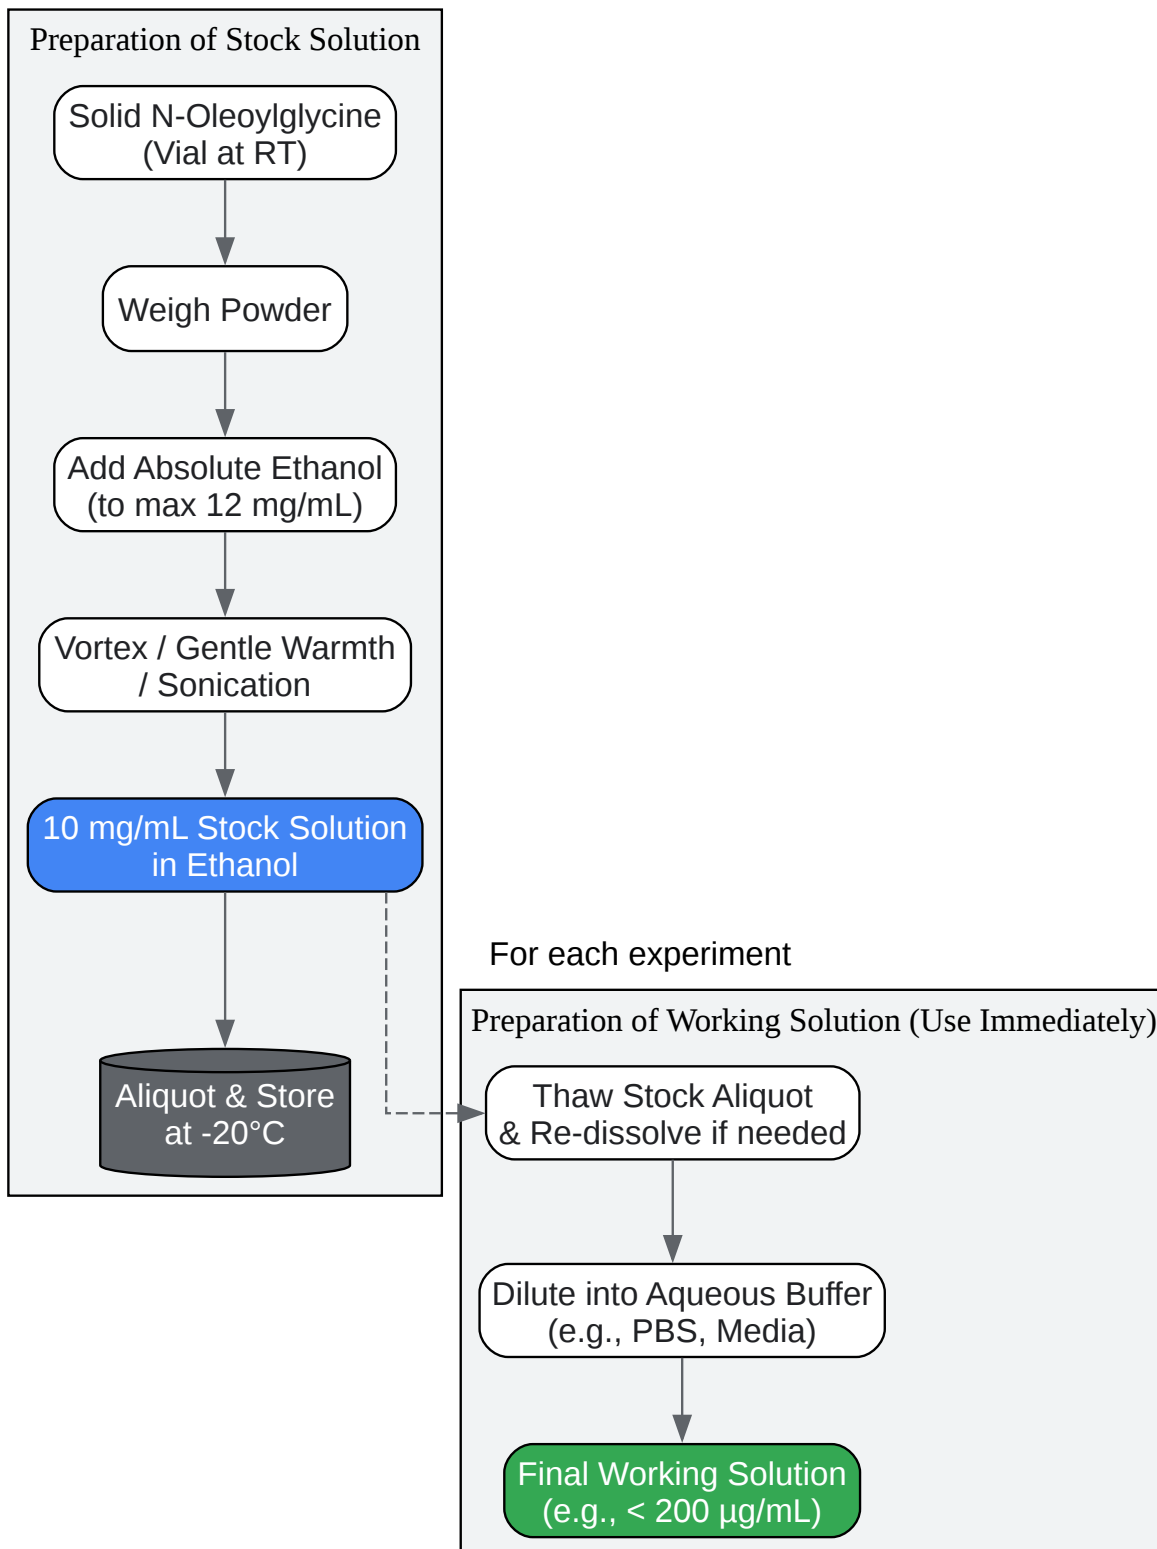 Preparation of Stock Solution
Solid N-Oleoylglycine
(Vial at RT)
Weigh Powder
Add Absolute Ethanol
(to max 12 mg/mL)
Vortex / Gentle Warmth
/ Sonication
10 mg/mL Stock Solution
in Ethanol
Aliquot & Store
at -20°C
For each experiment
Preparation of Working Solution (Use Immediately)
Thaw Stock Aliquot
& Re-dissolve if needed
Dilute into Aqueous Buffer
(e.g., PBS, Media)
Final Working Solution
(e.g., < 200 µg/mL)